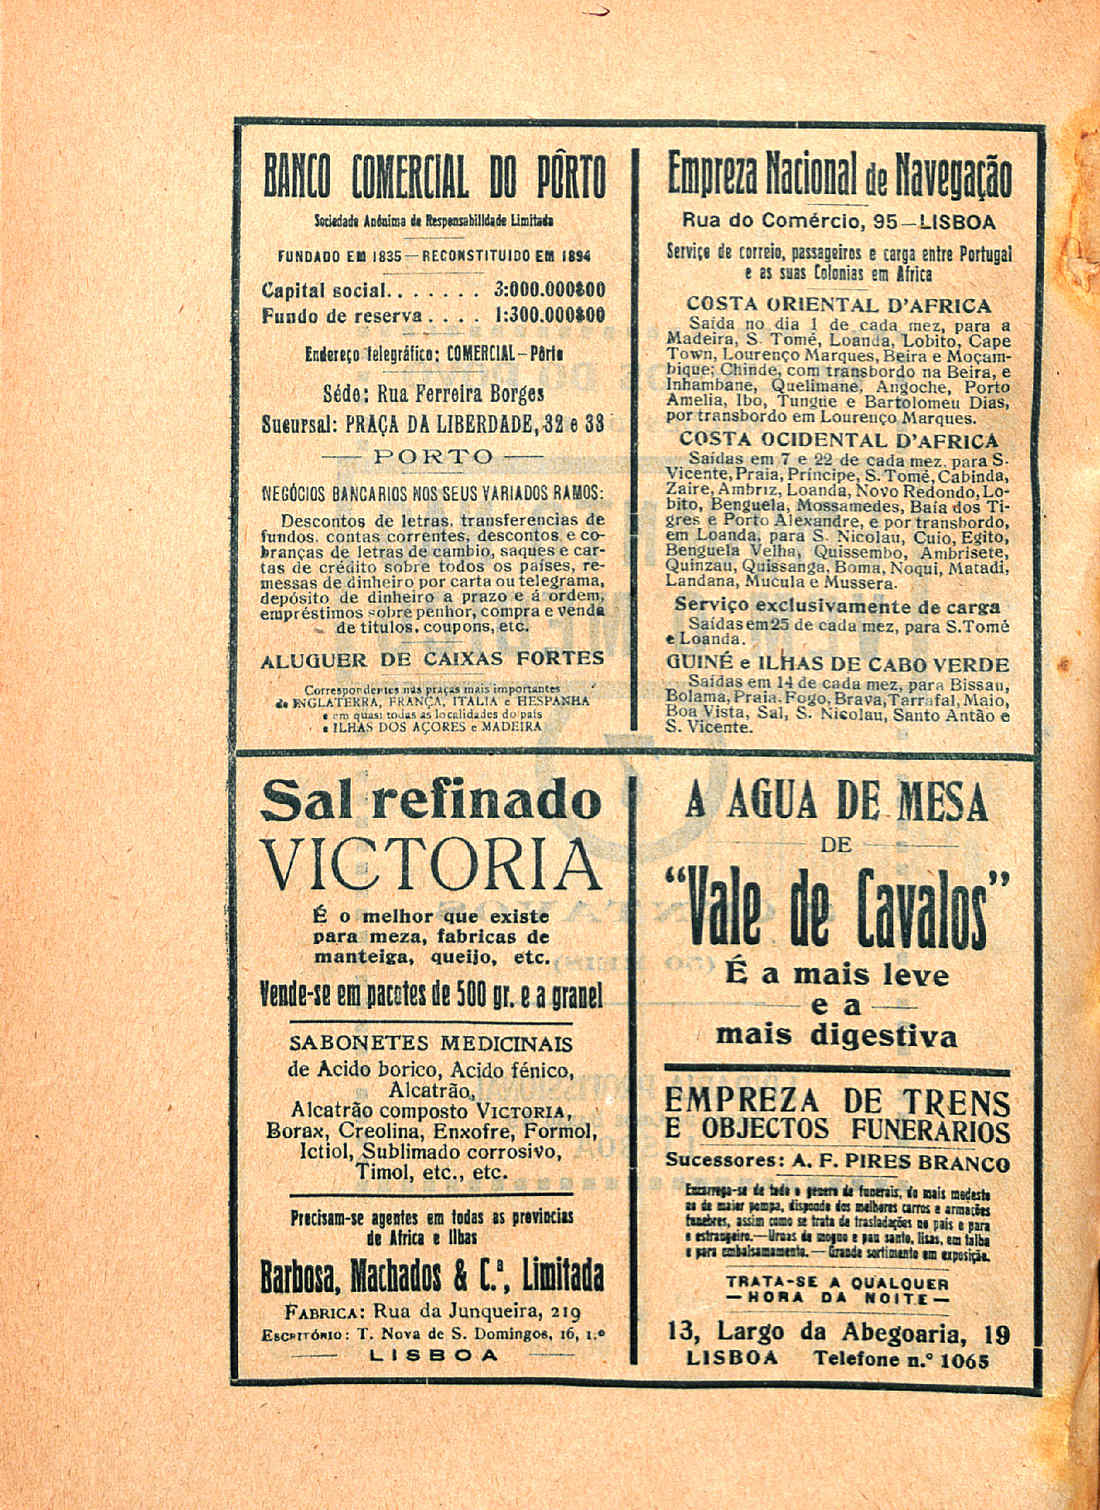 BANCO COMERCIAL DO PÔRTO
Sociedade Anónima de Responsabilidade Limitada
FUNDADO EM 1835—RECONSTITUIDO EM 1894
Capital social. . . . . . . . 3:000.000$00
Fundo de reserva . . . . 1:300.000$00
Endereço telegráfico: COMERCIAL—Pôrto
Séde: Rua Ferreira Borges
Sucursal: PRAÇA DA LIBERDADE, 32 e 33
— PORTO —
NEGÓCIOS BANCARIOS NOS SEUS VARIADOS RAMOS:
Descontos de letras, transferencias de
fundos, contas correntes, descontos e co-
branças de letras de cambio, saques e car-
tas de crédito sobre todos os países, re-
messas de dinheiro por carta ou telegrama,
depósito de dinheiro a prazo e á ordem,
empréstimos sobre penhor, compra e venda
de titulos, coupons, etc.
ALUGUER DE CAIXAS FORTES
Correspondentes nas praças mais importantes
de INGLATERRA, FRANÇA, ITALIA e HESPANHA
e em quasi todas as localidades do país
e ILHAS DOS AÇORES e MADEIRA
Empreza Nacional de Navegação
Rua do Comércio, 95—LISBOA
Serviço de correio, passageiros e carga entre Portugal
e as suas Colonias em Africa
COSTA ORIENTAL D'AFRICA
Saída no dia 1 de cada mez, para a
Madeira, S. Tomé, Loanda, Lobito, Cape
Town, Lourenço Marques, Beira e Moçam-
bique; Chinde, com transbordo na Beira, e
Inhambane, Quelimane, Angoche, Porto
Amelia, Ibo, Tungue e Bartolomeu Dias,
por transbordo em Lourenço Marques.
COSTA OCIDENTAL D'AFRICA
Saídas em 7 e 22 de cada mez, para S.
Vicente, Praia, Príncipe, S. Tomé, Cabinda,
Zaire, Ambriz, Loanda, Novo Redondo, Lo-
bito, Benguela, Mossamedes, Baía dos Ti-
gres e Porto Alexandre, e por transbordo,
em Loanda, para S. Nicolau, Cuio, Egito,
Benguela Velha, Quissembo, Ambrisete,
Quinzau, Quissanga, Boma, Noqui, Matadi,
Landana, Mucula e Mussera.
Serviço exclusivamente de carga
Saídas em 25 de cada mez, para S. Tomé
e Loanda.
GUINÉ e ILHAS DE CABO VERDE
Saídas em 14 de cada mez, para Bissau,
Bolama, Praia, Fogo, Brava, Tarrafal, Maio,
Boa Vista, Sal, S. Nicolau, Santo Antão e
S. Vicente.
Sal refinado
VICTORIA
É o melhor que existe
para meza, fabricas de
manteiga, queijo, etc.
Vende-se em pacotes de 500 gr. e a granel
SABONETES MEDICINAIS
de Acido borico, Acido fénico,
Alcatrão,
Alcatrão composto VICTORIA,
Borax, Creolina, Enxofre, Formol,
Ictiol, Sublimado corrosivo,
Timol, etc., etc.
Precisam-se agentes em todas as provincias
de Africa e Ilhas
Barbosa, Machados & C.ª, Limitada
FABRICA: Rua da Junqueira, 219
ESCRITÓRIO: T. Nova de S. Domingos, 16, 1.º
— LISBOA —
A AGUA DE MESA
— DE —
"Vale de Cavalos"
É a mais leve
— e a —
mais digestiva
EMPREZA DE TRENS
E OBJECTOS FUNERARIOS
Sucessores: A. F. PIRES BRANCO
Encarrega-se de todo o genero de funerais, do mais modesto
ao de maior pompa, dispondo dos melhores carros e armações
funebres, assim como se trata de trasladações no país e para
o estrangeiro.—Urnas de mogno e pau santo, lisas, em talha
e para embalsamamento.—Grande sortimento em exposição.
TRATA-SE A QUALQUER
— HORA DA NOITE —
13, Largo da Abegoaria, 19
LISBOA Telefone n.º 1065